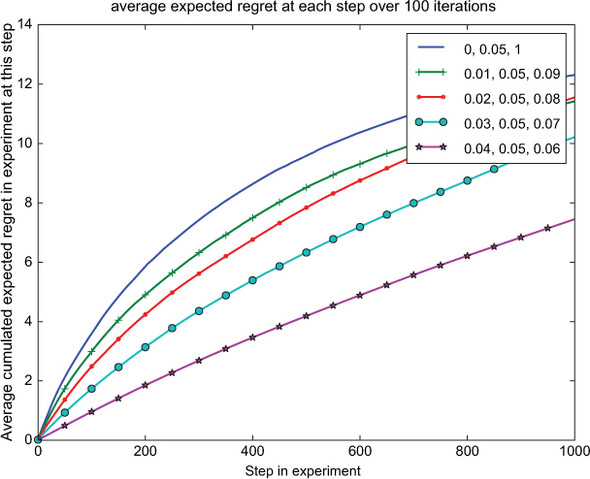 average expected regret at each step over 100 iterations
Average cumulated expected regret in experiment at this step
14
12
10
8
6
4
2
0
0, 0.05, 1
0.01, 0.05, 0.09
0.02, 0.05, 0.08
0.03, 0.05, 0.07
0.04, 0.05, 0.06
0
200
400
600
800
1000
Step in experiment